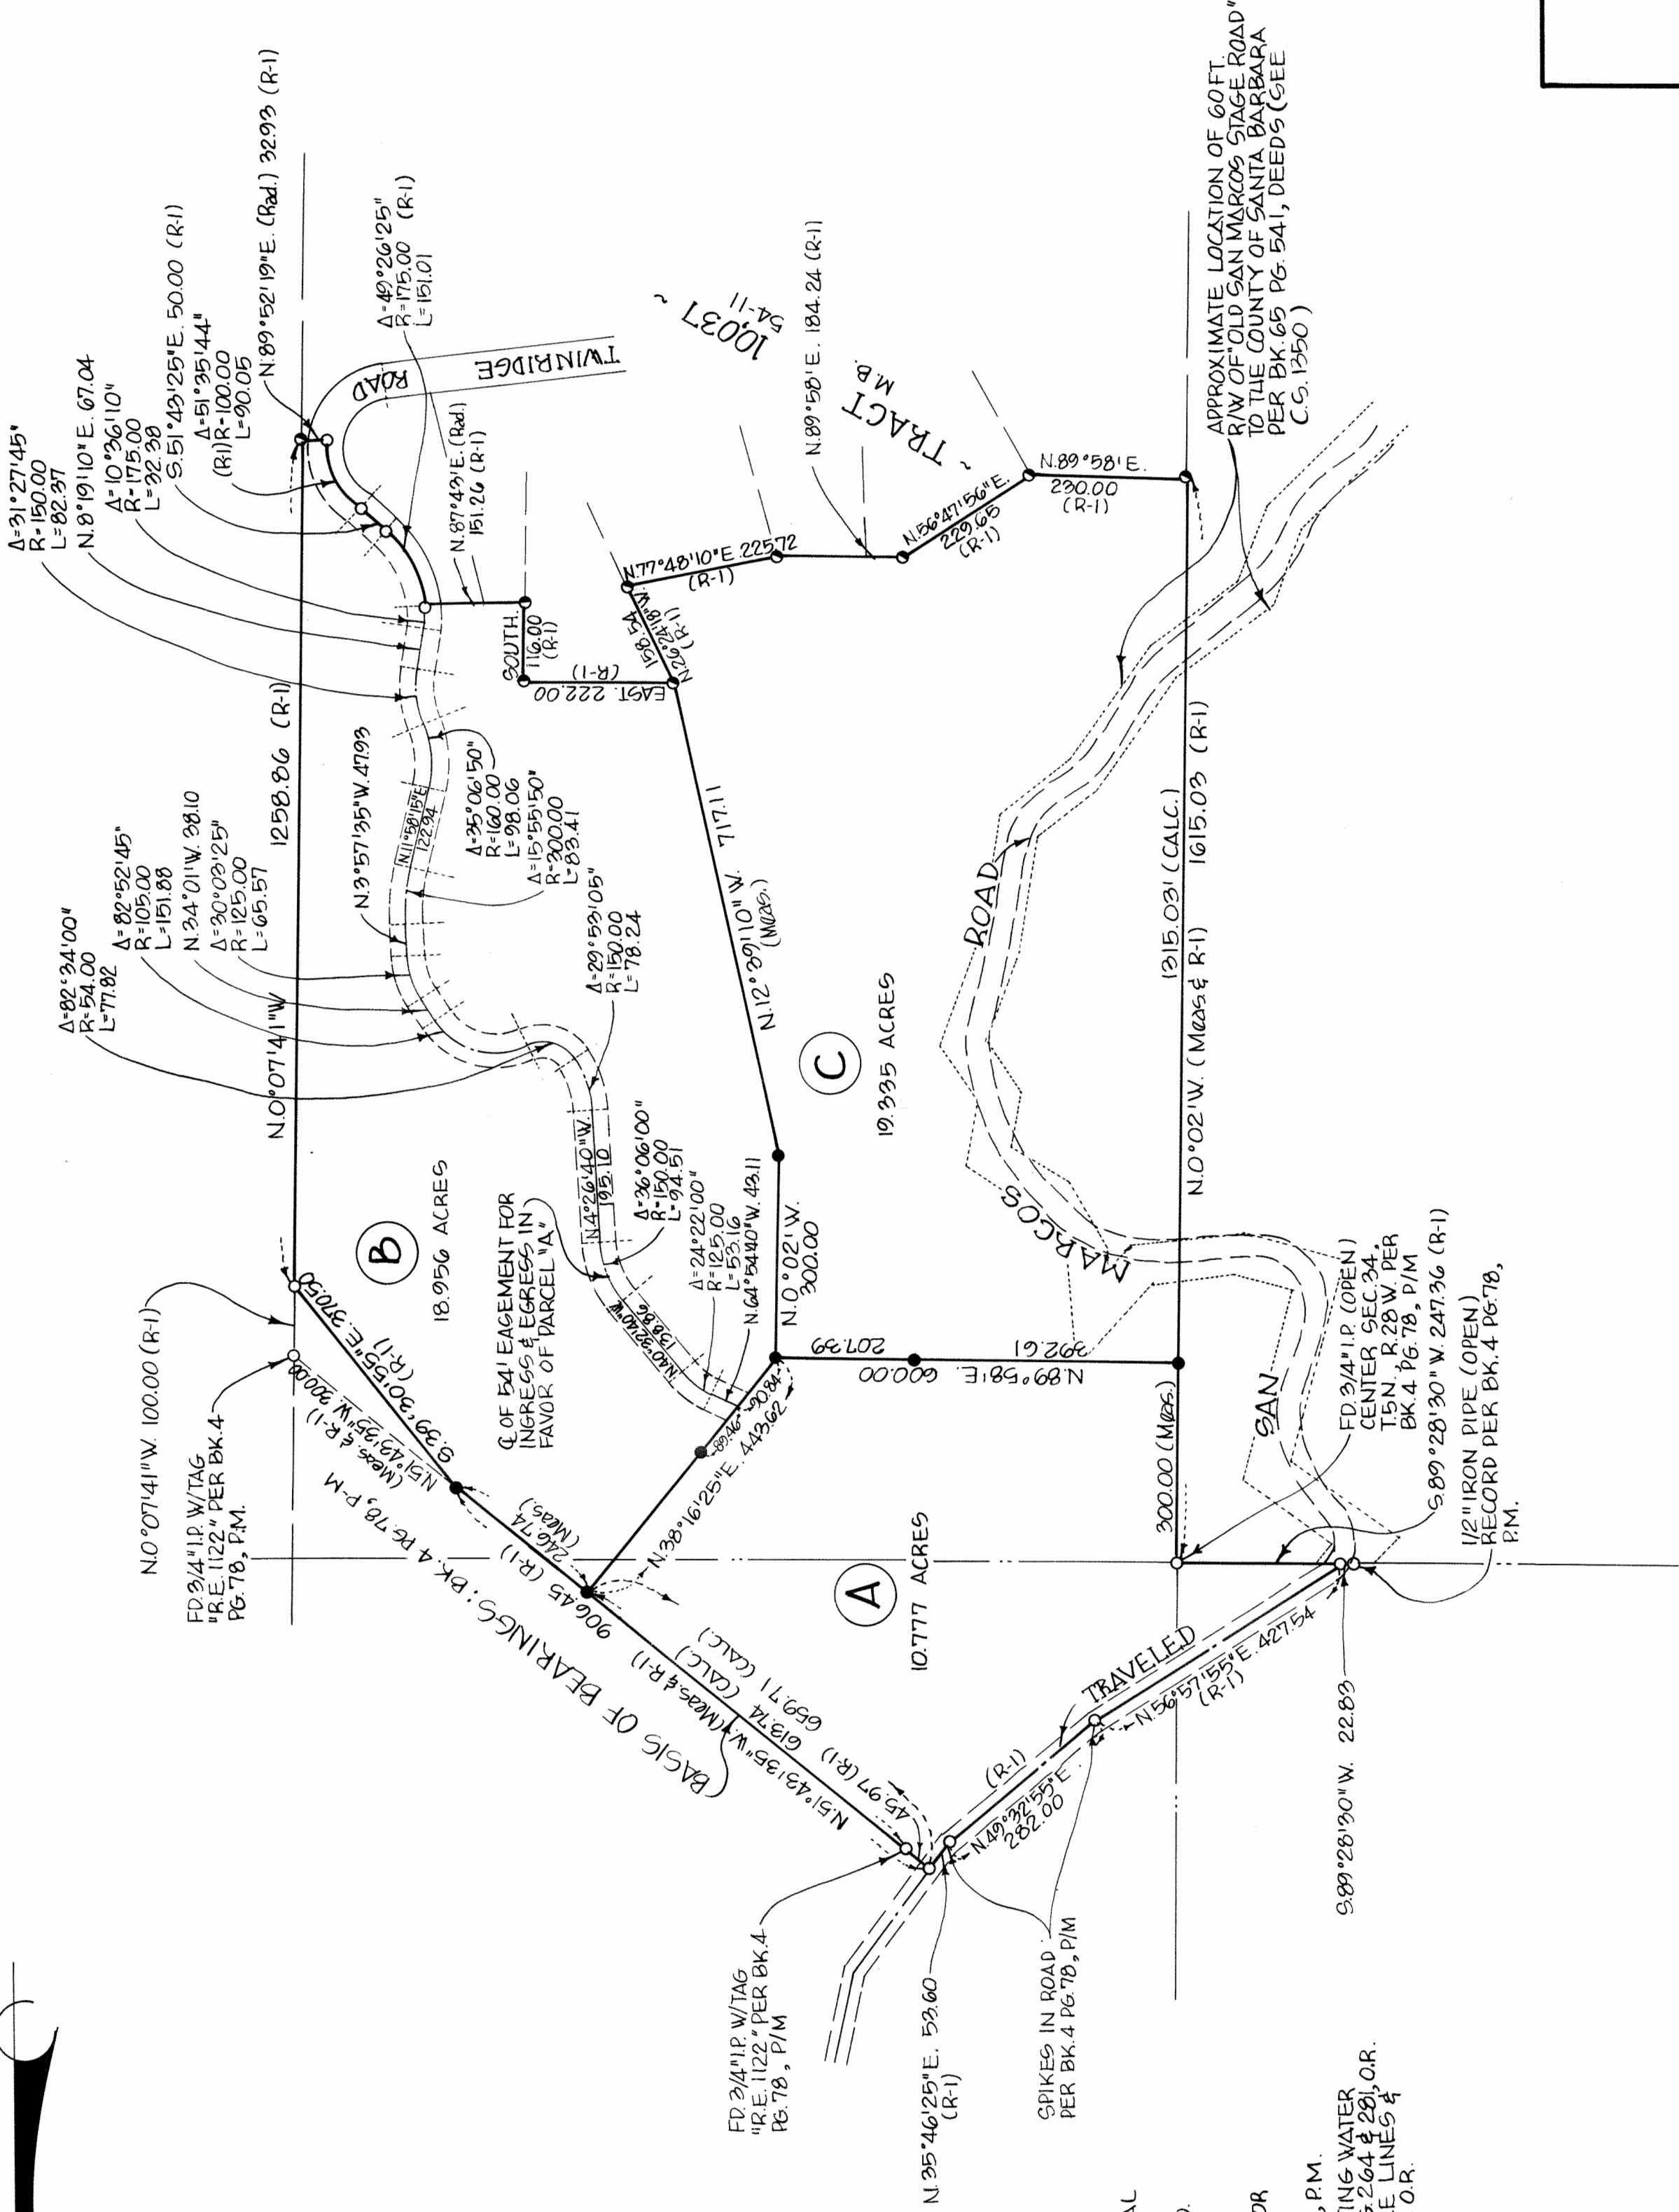 Δ=31°27'45"
R=150.00
L=82.37
N.8°19'10"E. 67.04
Δ=10°36'10"
R=175.00
L=32.38
S.51°43'25"E. 50.00 (R-1)
Δ=51°35'44"
(R1)R=100.00
L=90.05
N.89°52'19"E. (Rad.) 32.93 (R-1)
Δ=49°26'25"
R=175.00 (R-1)
L=151.01
Δ=82°34'00"
R=54.00
L=77.82
Δ=82°52'45"
R=105.00
L=151.88
N.34°01'W. 38.10
Δ=30°03'25"
R=125.00
L=65.57
N.0°07'41"W. 1258.86 (R-1)
N.3°57'35"W. 47.93
N.11°58'15"E.
122.94
Δ=35°06'50"
R=160.00
L=98.06
Δ=15°55'50"
R=300.00
L=83.41
Δ=29°53'05"
R=150.00
L=78.24
N.87°43'E. (Rad.)
151.26 (R-1)
SOUTH.
116.00
(R-1)
EAST. 222.00
(R-1)
158.54
N.26°24'18"W.
(R-1)
N.77°48'10"E. 225.72
(R-1)
N.89°58'E. 184.24 (R-1)
N.56°47'56"E.
229.65
(R-1)
N.89°58'E.
230.00
(R-1)
TWINRIDGE
ROAD
~ TRACT 10,037 ~
M.B. 54-11
N.0°07'41"W. 100.00 (R-1)
FD.3/4"I.P. W/TAG
"R.E. 1122" PER BK.4
PG.78, P.M.
N.51°43'35"W. 300.00
(Meas. & R-1)
S.39°30'55"E. 370.50
(R-1)
B
18.956 ACRES
℄ OF 54' EASEMENT FOR
INGRESS & EGRESS IN
FAVOR OF PARCEL "A"
N.4°26'40"W.
195.10
Δ=36°06'00"
R=150.00
L=94.51
N.40°32'40"W.
138.86
Δ=24°22'00"
R=125.00
L=53.16
N.64°54'40"W. 43.11
N.0°02'W.
300.00
N.12°39'10"W. 717.11
(Meas.)
C
19.335 ACRES
BASIS OF BEARINGS: BK. 4 PG. 78, P-M
246.74
(Meas.)
906.45 (R-1)
N.51°43'35"W. (Meas. & R-1)
613.74 (CALC.)
659.71 (CALC.)
45.97 (R-1)
89.46
90.84
N.38°16'25"E. 443.62
207.39
392.61
N.89°58'E. 600.00
A
10.777 ACRES
SAN MARCOS ROAD
TRAVELED
1315.03' (CALC.)
N.0°02'W. (Meas & R-1) 1615.03 (R-1)
300.00 (Meas.)
APPROXIMATE LOCATION OF 60FT.
R/W OF "OLD SAN MARCOS STAGE ROAD"
TO THE COUNTY OF SANTA BARBARA
PER BK.65 PG. 541, DEEDS (SEE
C.S. 1350)
FD.3/4"I.P. (OPEN)
CENTER SEC. 34,
T.5N., R.28W. PER
BK.4 PG.78, P/M
S.89°28'30"W. 247.36 (R-1)
1/2" IRON PIPE (OPEN)
RECORD PER BK.4 PG.78,
P.M.
S.89°28'30"W. 22.83
N.56°57'55"E. 427.54
(R-1)
N.49°32'55"E.
282.00
(R-1)
FD. 3/4"I.P. W/TAG
"R.E. 1122" PER BK.4
PG. 78, P/M
N.35°46'25"E. 53.60
(R-1)
SPIKES IN ROAD
PER BK.4 PG.78, P/M
AL
OR
, P.M.
ING WATER
G.264 & 281, O.R.
E LINES &
O.R.